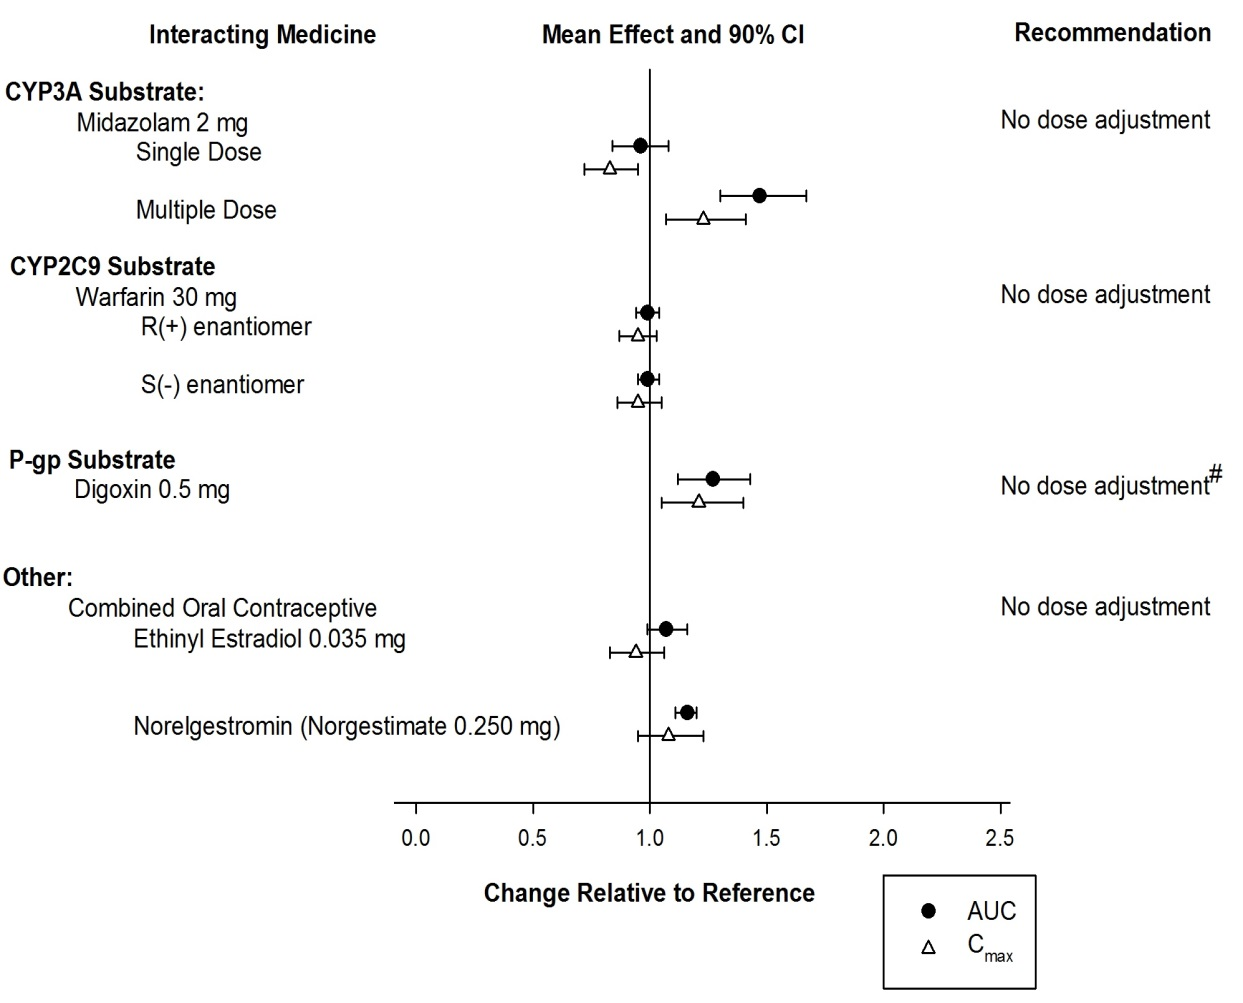 Interacting Medicine Mean Effect and 90% CI Recommendation
CYP3A Substrate:
Midazolam 2 mg No dose adjustment
Single Dose
Multiple Dose
CYP2C9 Substrate
Warfarin 30 mg No dose adjustment
R(+) enantiomer
S(-) enantiomer
P-gp Substrate
Digoxin 0.5 mg No dose adjustment#
Other:
Combined Oral Contraceptive No dose adjustment
Ethinyl Estradiol 0.035 mg
Norelgestromin (Norgestimate 0.250 mg)
0.0 0.5 1.0 1.5 2.0 2.5
Change Relative to Reference
AUC
Cmax